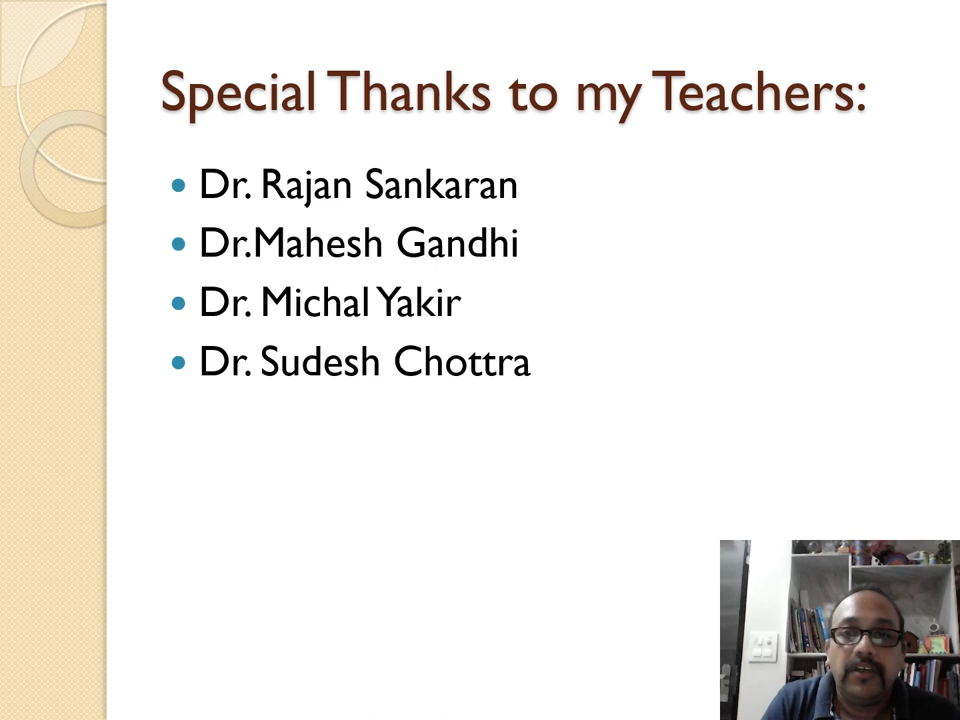 Special Thanks to my Teachers:
Dr. Rajan Sankaran
Dr.Mahesh Gandhi
Dr. Michal Yakir
Dr. Sudesh Chottra